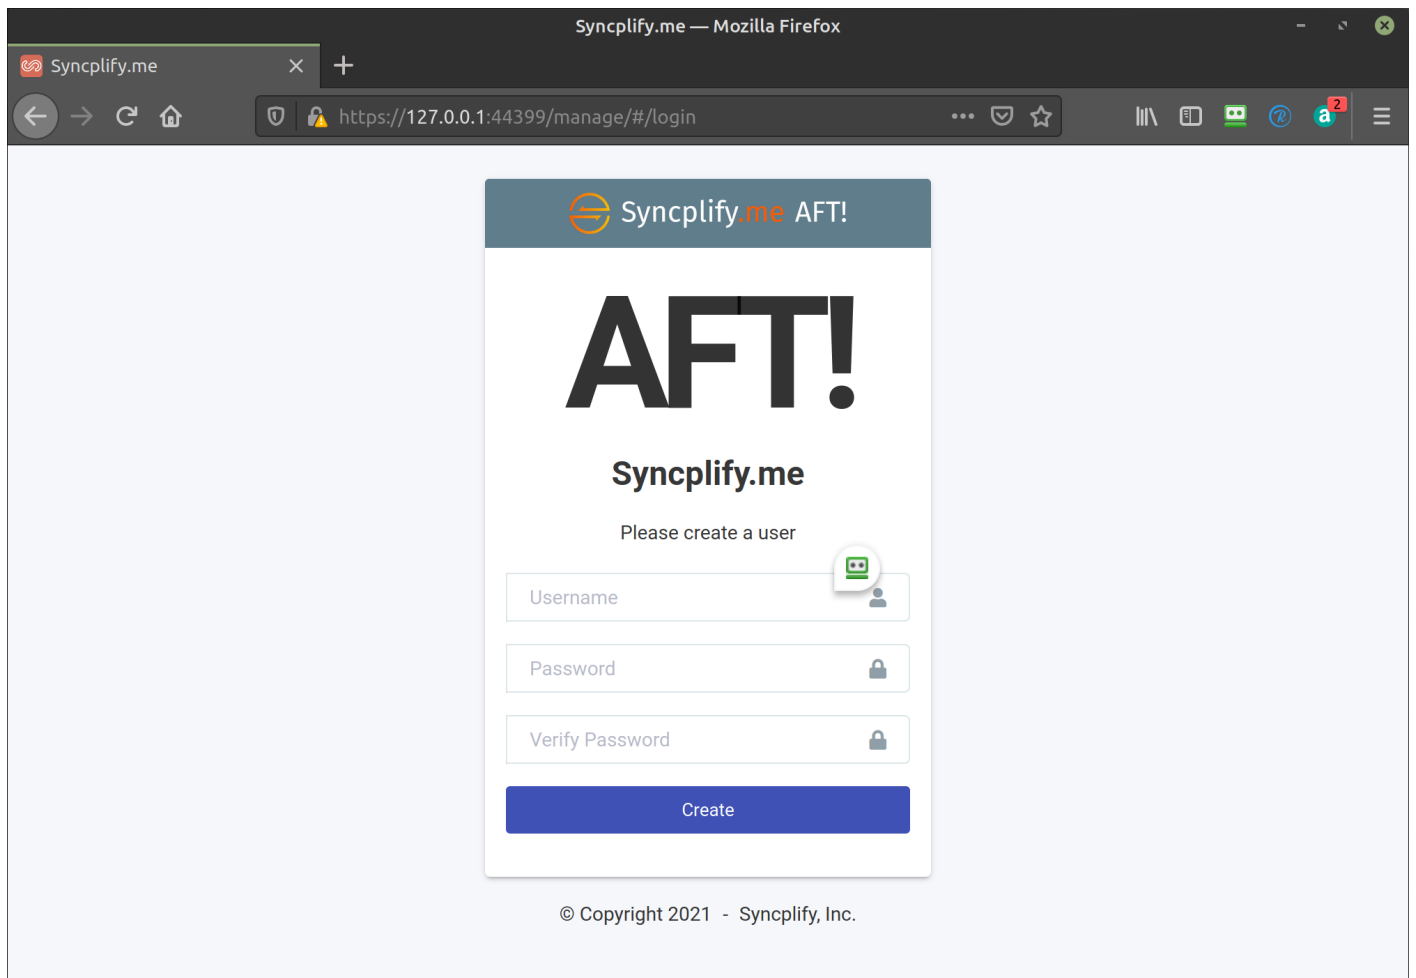 Syncplify.me — Mozilla Firefox
Syncplify.me
https://127.0.0.1:44399/manage/#/login
2
Syncplify.me AFT!
AFT!
Syncplify.me
Please create a user
Username
Password
Verify Password
Create
© Copyright 2021 - Syncplify, Inc.